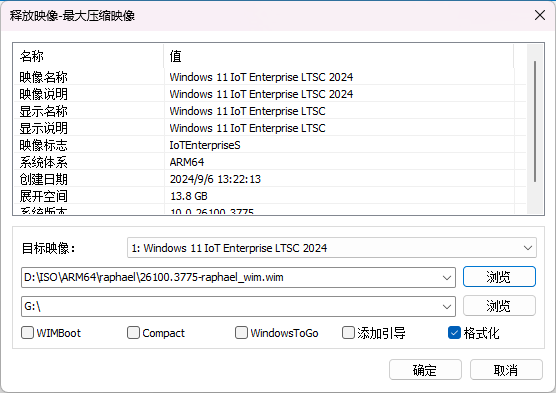 释放映像-最大压缩映像
名称 值
映像名称 Windows 11 IoT Enterprise LTSC 2024
映像说明 Windows 11 IoT Enterprise LTSC 2024
显示名称 Windows 11 IoT Enterprise LTSC
显示说明 Windows 11 IoT Enterprise LTSC
映像标志 IoTEnterpriseS
系统体系 ARM64
创建日期 2024/9/6 13:22:13
展开空间 13.8 GB
系统版本 10.0.26100.3775
目标映像： 1: Windows 11 IoT Enterprise LTSC 2024
D:\ISO\ARM64\raphael\26100.3775-raphael_wim.wim 浏览
G:\ 浏览
WIMBoot Compact WindowsToGo 添加引导 格式化
确定 取消